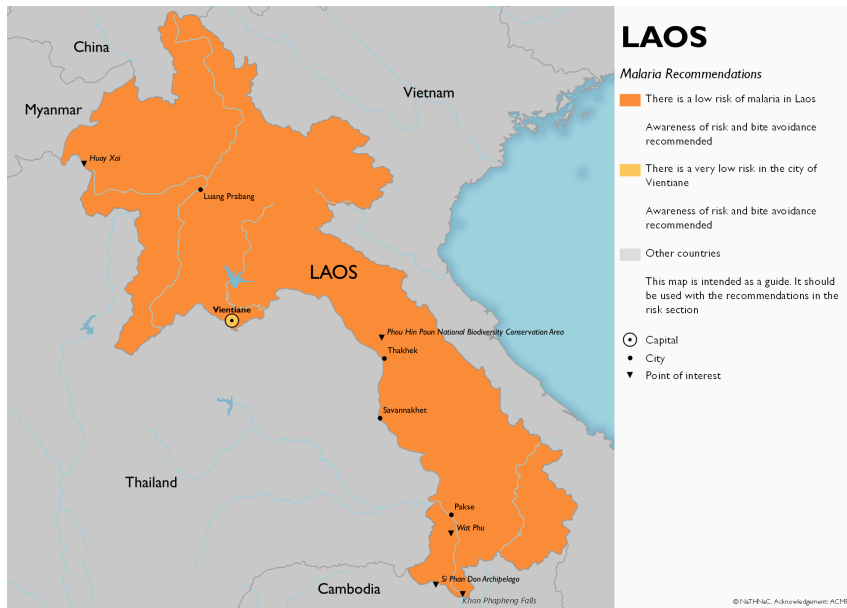 China
Myanmar
Vietnam
Huay Xai
Luang Prabang
LAOS
Vientiane
Phou Hin Poun National Biodiversity Conservation Area
Thakhek
Savannakhet
Thailand
Pakse
Wat Phu
Si Phan Don Archipelago
Cambodia
Khon Phapheng Falls
LAOS
Malaria Recommendations
There is a low risk of malaria in Laos
Awareness of risk and bite avoidance
recommended
There is a very low risk in the city of
Vientiane
Awareness of risk and bite avoidance
recommended
Other countries
This map is intended as a guide. It should
be used with the recommendations in the
risk section
Capital
City
Point of interest
© NaTHNaC. Acknowledgement: ACMP